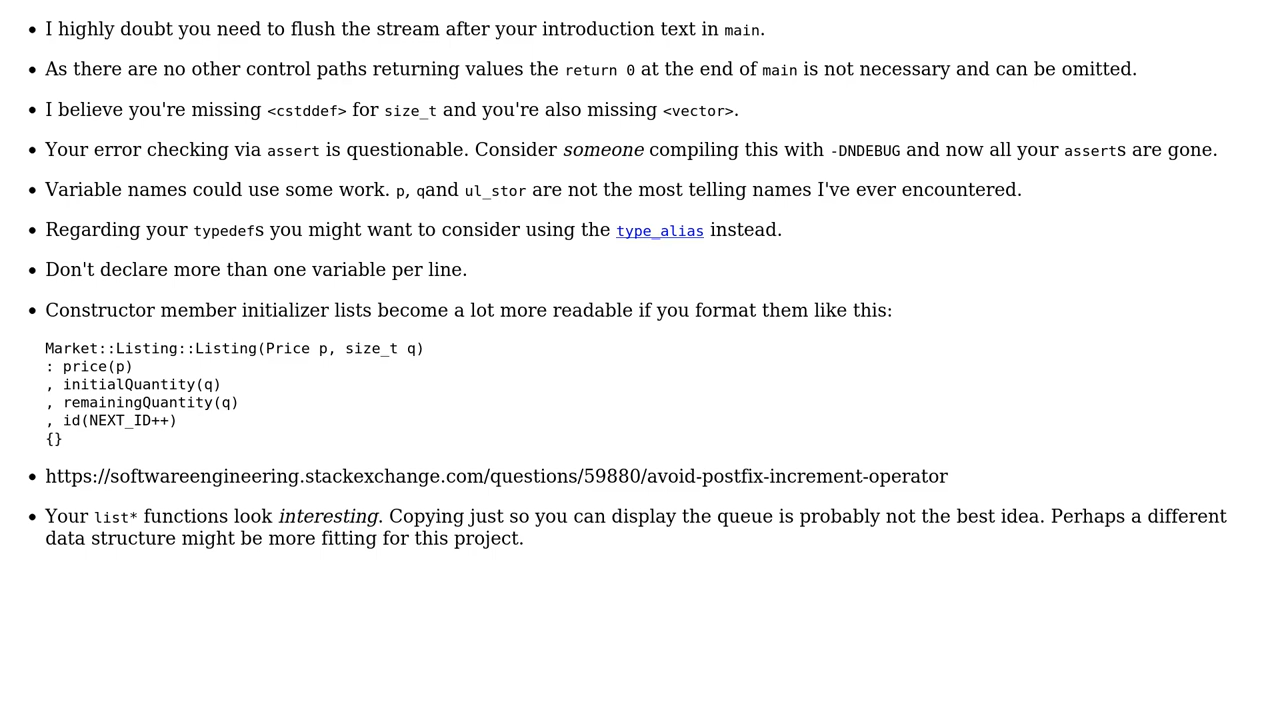 • I highly doubt you need to flush the stream after your introduction text in main.
• As there are no other control paths returning values the return 0 at the end of main is not necessary and can be omitted.
• I believe you're missing <cstddef> for size_t and you're also missing <vector>.
• Your error checking via assert is questionable. Consider someone compiling this with -DNDEBUG and now all your asserts are gone.
• Variable names could use some work. p, qand ul_stor are not the most telling names I've ever encountered.
• Regarding your typedefs you might want to consider using the type_alias instead.
• Don't declare more than one variable per line.
• Constructor member initializer lists become a lot more readable if you format them like this:
Market::Listing::Listing(Price p, size_t q)
: price(p)
, initialQuantity(q)
, remainingQuantity(q)
, id(NEXT_ID++)
{}
• https://softwareengineering.stackexchange.com/questions/59880/avoid-postfix-increment-operator
• Your list* functions look interesting. Copying just so you can display the queue is probably not the best idea. Perhaps a different
data structure might be more fitting for this project.